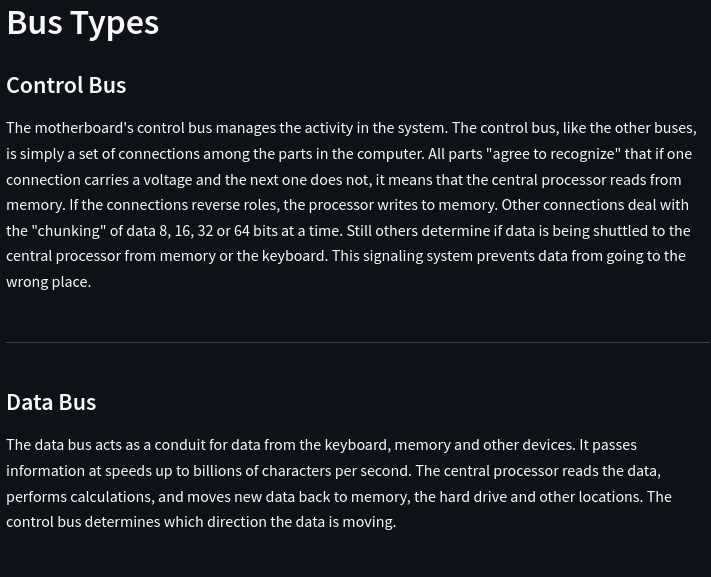 Bus Types
Control Bus
The motherboard's control bus manages the activity in the system. The control bus, like the other buses,
is simply a set of connections among the parts in the computer. All parts "agree to recognize" that if one
connection carries a voltage and the next one does not, it means that the central processor reads from
memory. If the connections reverse roles, the processor writes to memory. Other connections deal with
the "chunking" of data 8, 16, 32 or 64 bits at a time. Still others determine if data is being shuttled to the
central processor from memory or the keyboard. This signaling system prevents data from going to the
wrong place.
Data Bus
The data bus acts as a conduit for data from the keyboard, memory and other devices. It passes
information at speeds up to billions of characters per second. The central processor reads the data,
performs calculations, and moves new data back to memory, the hard drive and other locations. The
control bus determines which direction the data is moving.